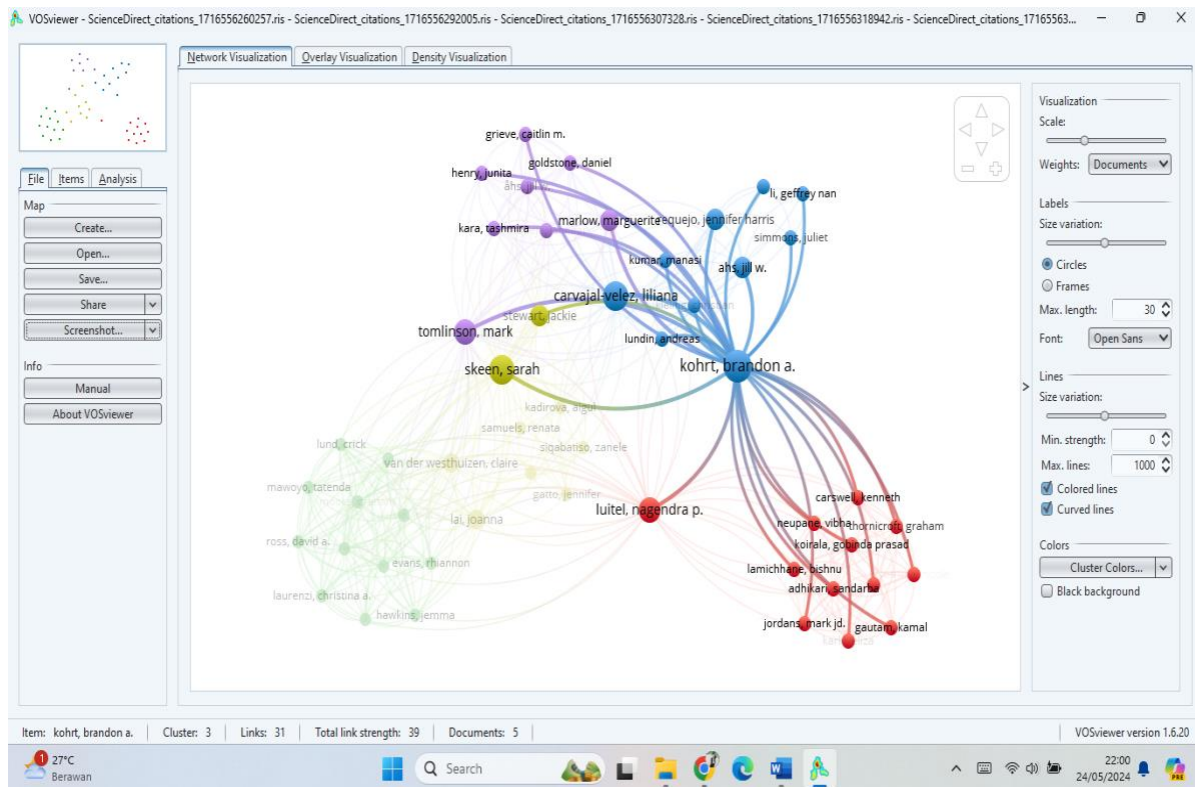 VOSviewer - ScienceDirect_citations_1716556260257.ris - ScienceDirect_citations_1716556292005.ris - ScienceDirect_citations_1716556307328.ris - ScienceDirect_citations_1716556318942.ris - ScienceDirect_citations_17165563...
Network Visualization
Overlay Visualization
Density Visualization
File
Items
Analysis
Map
Create...
Open...
Save...
Share
Screenshot...
Info
Manual
About VOSviewer
grieve, caitlin m.
goldstone, daniel
henry, junita
kara, tashmira
marlow, marguerite
requejo, jennifer harris
li, geffrey nan
simmons, juliet
kumar, manasi
ahs, jill w.
carvajal-velez, liliana
stewart, jackie
tomlinson, mark
lundin, andreas
skeen, sarah
kohrt, brandon a.
kadirova, aigul
samuels, renata
sigabatiso, zanele
lund, crick
van der westhuizen, claire
mawoyo, tatenda
gatto, jennifer
luitel, nagendra p.
lai, joanna
ross, david a.
evans, rhiannon
laurenzi, christina a.
hawkins, jemma
carswell, kenneth
neupane, vibha
thornicroft, graham
koirala, gobinda prasad
lamichhane, bishnu
adhikari, sandarba
jordans, mark jd.
gautam, kamal
Visualization
Scale:
Weights: Documents
Labels
Size variation:
Circles
Frames
Max. length: 30
Font: Open Sans
Lines
Size variation:
Min. strength: 0
Max. lines: 1000
Colored lines
Curved lines
Colors
Cluster Colors...
Black background
Item: kohrt, brandon a. Cluster: 3 Links: 31 Total link strength: 39 Documents: 5
VOSviewer version 1.6.20
1
27°C
Berawan
Search
22:00
24/05/2024
PRE